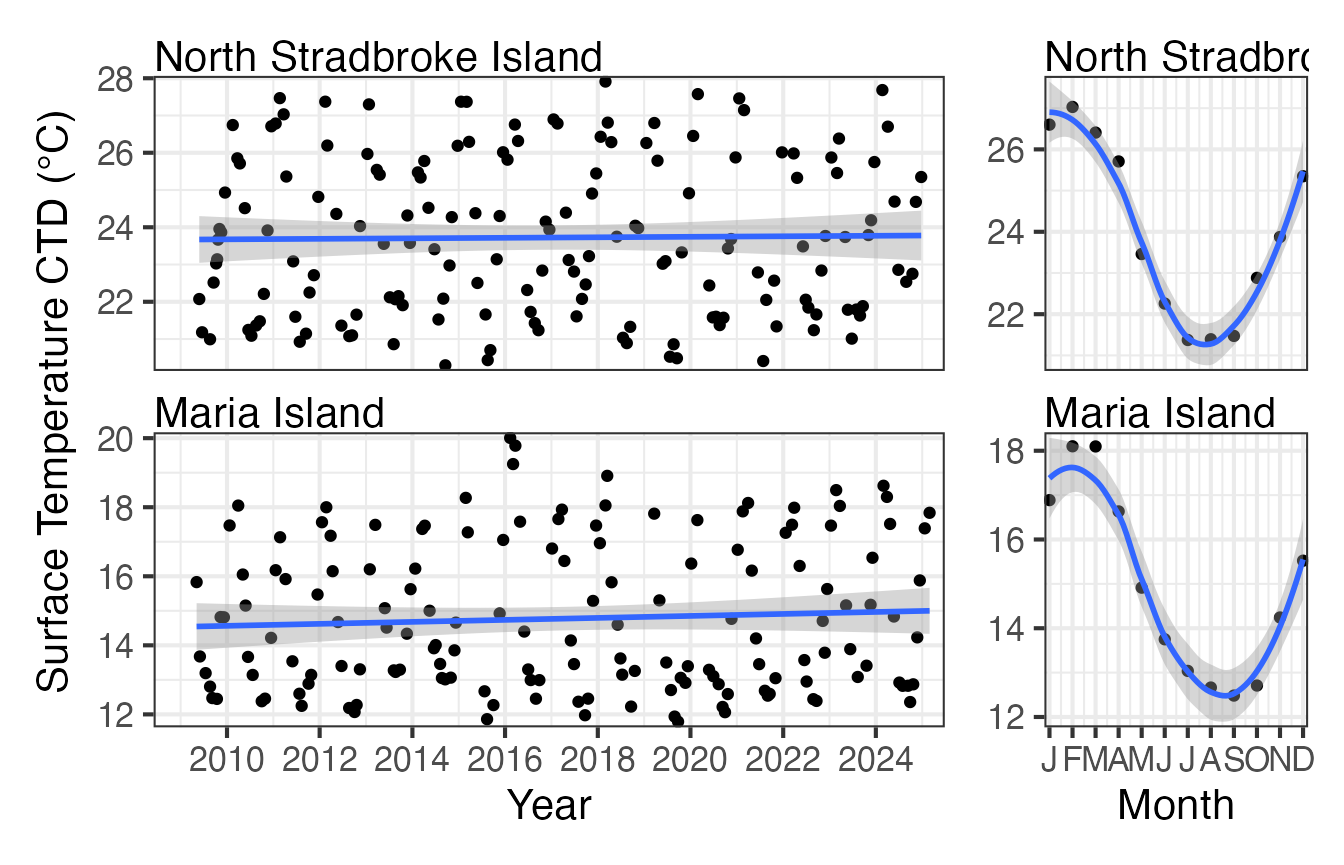 North Stradbroke Island
North Stradbr
Surface Temperature CTD (°C)
28
26
24
22
26
24
22
Maria Island
Maria Island
20
18
16
14
12
18
16
14
12
2010 2012 2014 2016 2018 2020 2022 2024
J F M A M J J A S O N D
Year
Month